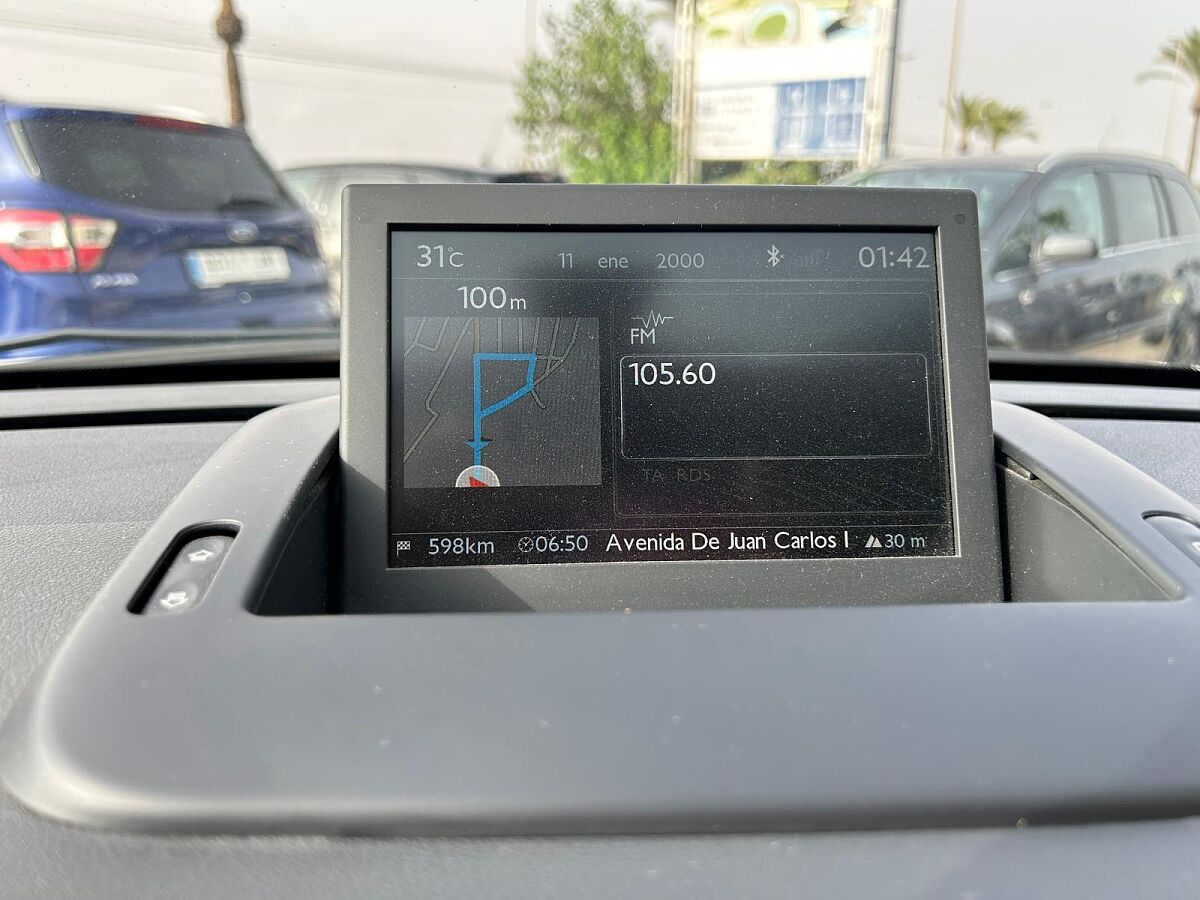 31°C 11 ene 2000 01:42
100m
FM
105.60
TA RDS
598km 06:50 Avenida De Juan Carlos I 30 m